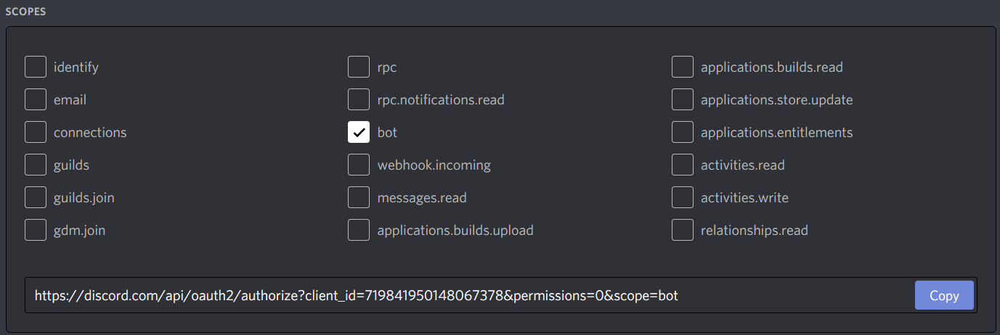 SCOPES
identify
email
connections
guilds
guilds.join
gdm.join
rpc
rpc.notifications.read
bot
webhook.incoming
messages.read
applications.builds.upload
applications.builds.read
applications.store.update
applications.entitlements
activities.read
activities.write
relationships.read
https://discord.com/api/oauth2/authorize?client_id=719841950148067378&permissions=0&scope=bot
Copy